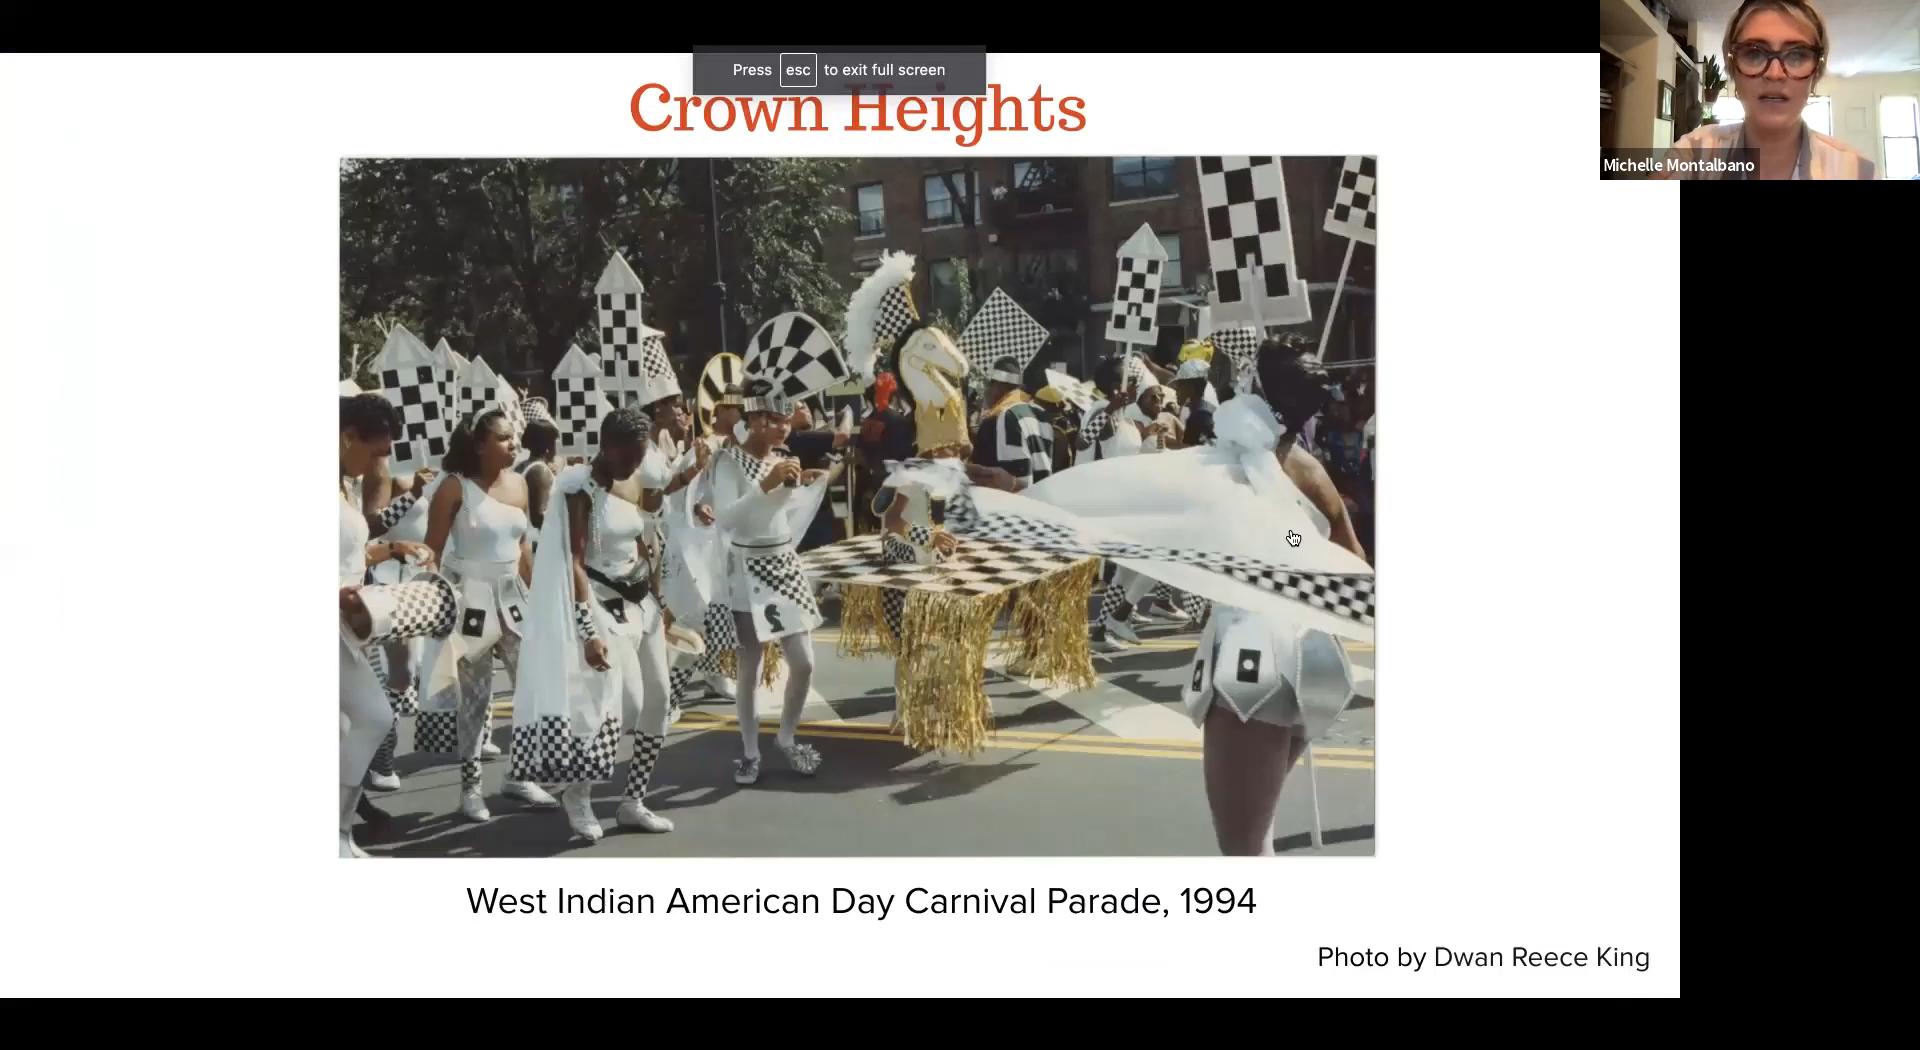 Press esc to exit full screen
Crown Heights
Michelle Montalbano
West Indian American Day Carnival Parade, 1994
Photo by Dwan Reece King